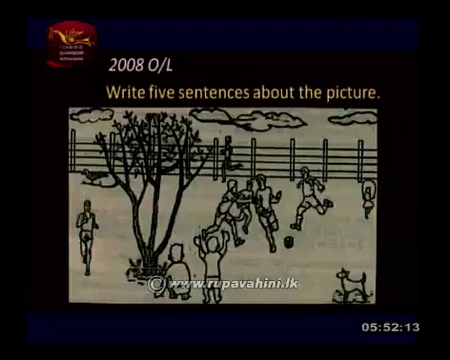 2008 O/L
Write five sentences about the picture.
© www.rupavahini.lk
05:52:13